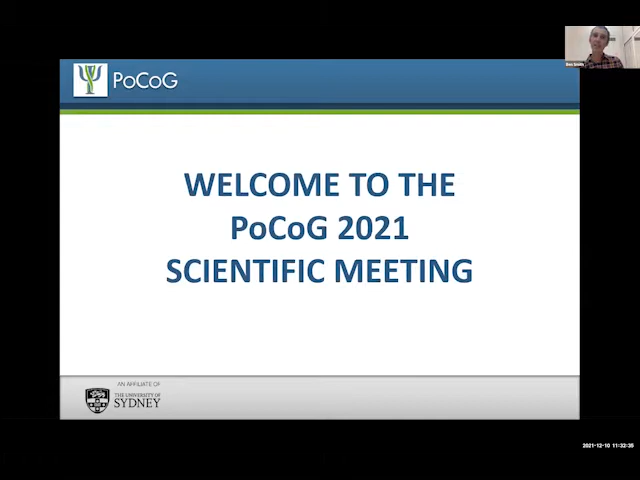 PoCoG
WELCOME TO THE
PoCoG 2021
SCIENTIFIC MEETING
AN AFFILIATE OF
THE UNIVERSITY OF
SYDNEY
2021-12-10 11:32:35